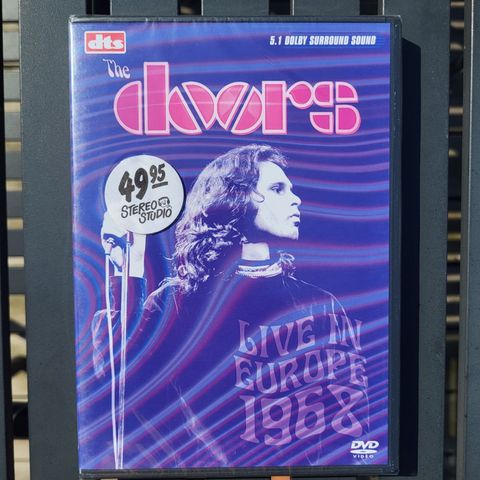 dts
5.1 DOLBY SURROUND SOUND
The
doors
49.95
STEREO
STUDIO
LIVE IN
EUROPE
1968
DVD
VIDEO